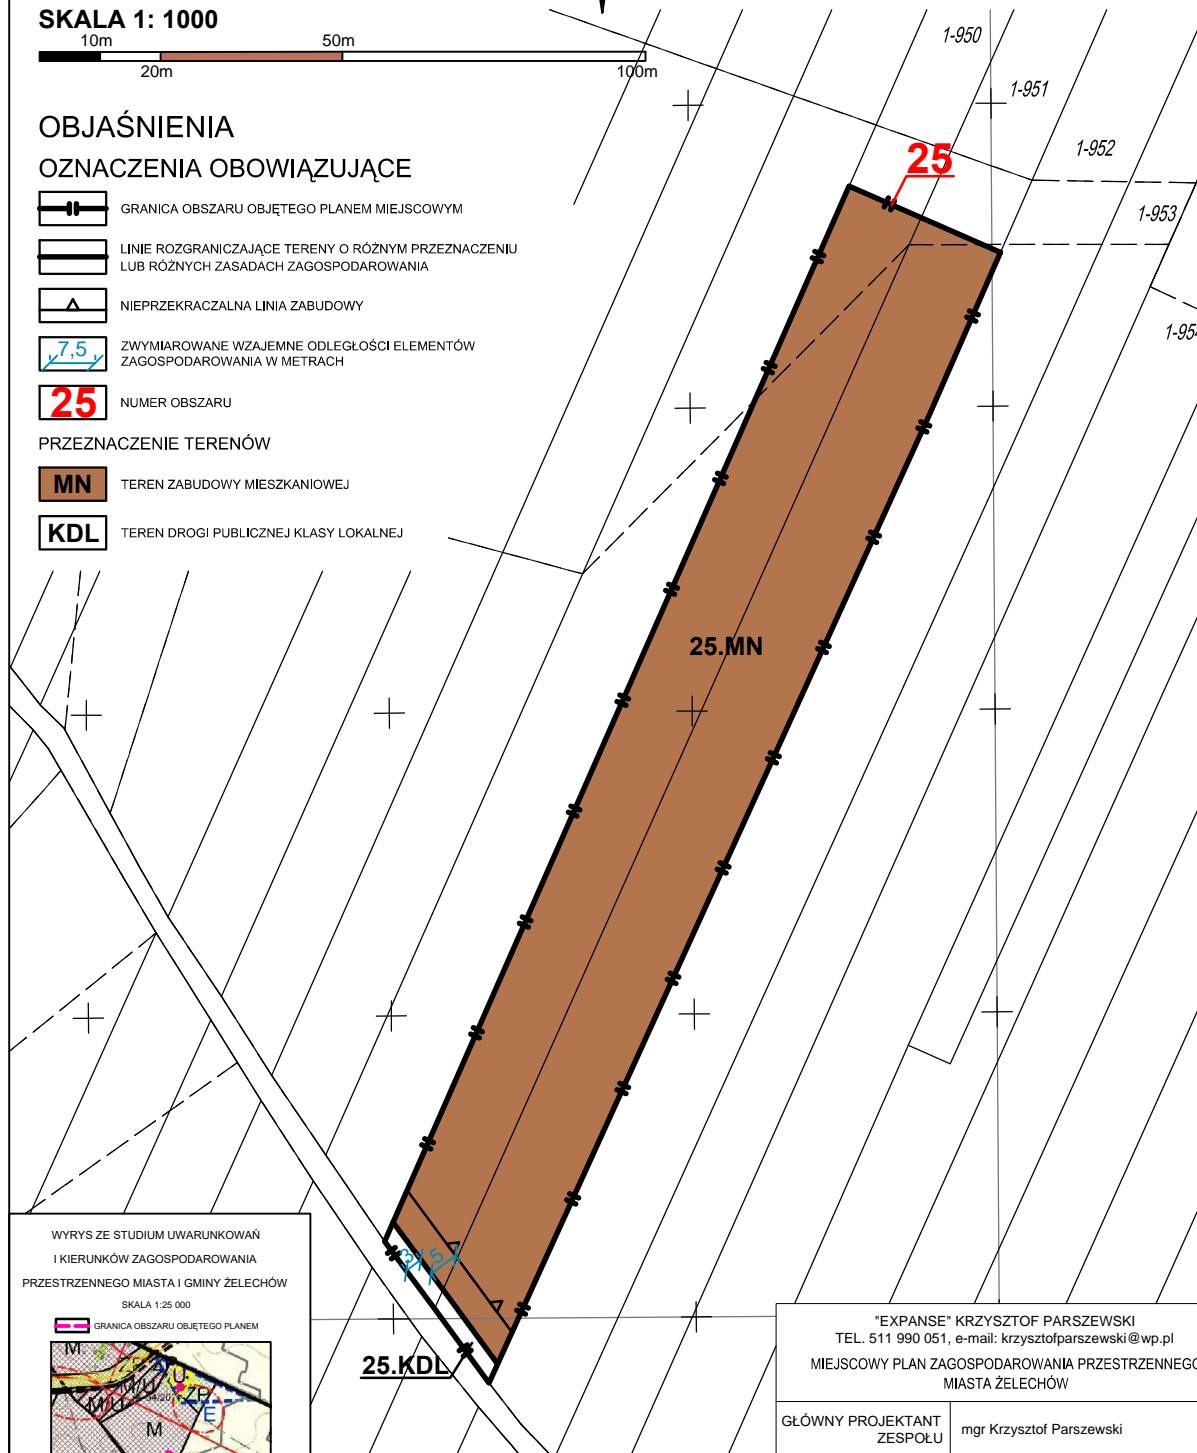 SKALA 1: 1000
10m
50m
20m
100m
OBJAŚNIENIA
OZNACZENIA OBOWIĄZUJĄCE
GRANICA OBSZARU OBJĘTEGO PLANEM MIEJSCOWYM
LINIE ROZGRANICZAJĄCE TERENY O RÓŻNYM PRZEZNACZENIU
LUB RÓŻNYCH ZASADACH ZAGOSPODAROWANIA
NIEPRZEKRACZALNA LINIA ZABUDOWY
7,5
ZWYMIAROWANE WZAJEMNE ODLEGŁOŚCI ELEMENTÓW
ZAGOSPODAROWANIA W METRACH
25
NUMER OBSZARU
PRZEZNACZENIE TERENÓW
MN
TEREN ZABUDOWY MIESZKANIOWEJ
KDL
TEREN DROGI PUBLICZNEJ KLASY LOKALNEJ
1-950
1-951
1-952
1-953
1-954
25
25.MN
3
5
25.KDL
WYRYS ZE STUDIUM UWARUNKOWAŃ
I KIERUNKÓW ZAGOSPODAROWANIA
PRZESTRZENNEGO MIASTA I GMINY ŻELECHÓW
SKALA 1:25 000
GRANICA OBSZARU OBJĘTEGO PLANEM
M
U
M/U
ZP
M/U
E
M
"EXPANSE" KRZYSZTOF PARSZEWSKI
TEL. 511 990 051, e-mail: krzysztofparszewski@wp.pl
MIEJSCOWY PLAN ZAGOSPODAROWANIA PRZESTRZENNEGO
MIASTA ŻELECHÓW
GŁÓWNY PROJEKTANT
ZESPOŁU
mgr Krzysztof Parszewski